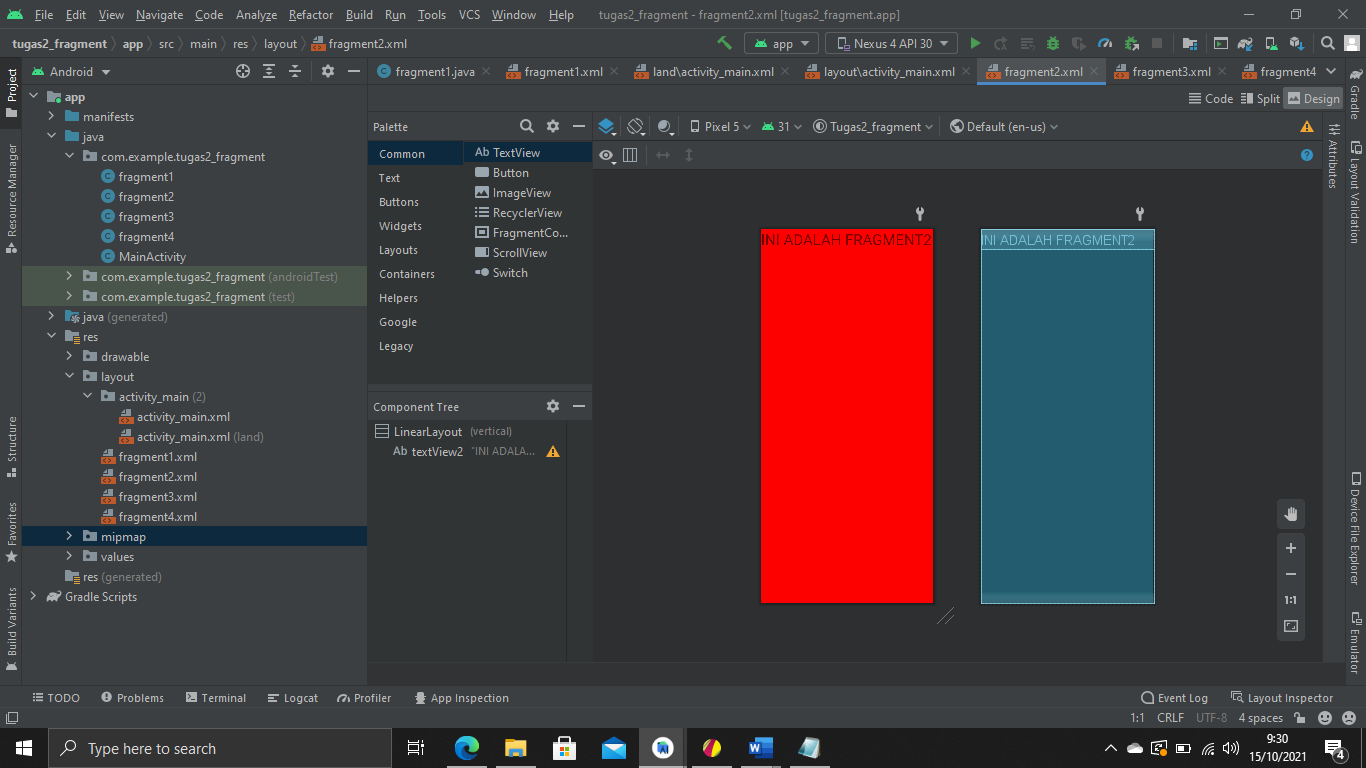 File Edit View Navigate Code Analyze Refactor Build Run Tools VCS Window Help tugas2_fragment - fragment2.xml [tugas2_fragment.app]
tugas2_fragment app src main res layout fragment2.xml app Nexus 4 API 30
Project
Resource Manager
Structure
Favorites
Build Variants
Android
app
manifests
java
com.example.tugas2_fragment
fragment1
fragment2
fragment3
fragment4
MainActivity
com.example.tugas2_fragment (androidTest)
com.example.tugas2_fragment (test)
java (generated)
res
drawable
layout
activity_main (2)
activity_main.xml
activity_main.xml (land)
fragment1.xml
fragment2.xml
fragment3.xml
fragment4.xml
mipmap
values
res (generated)
Gradle Scripts
fragment1.java fragment1.xml land\activity_main.xml layout\activity_main.xml fragment2.xml fragment3.xml fragment4
Code Split Design
Palette
Common
Text
Buttons
Widgets
Layouts
Containers
Helpers
Google
Legacy
Ab TextView
Button
ImageView
RecyclerView
FragmentCo...
ScrollView
Switch
Component Tree
LinearLayout (vertical)
Ab textView2 "INI ADALA...
Pixel 5 31 Tugas2_fragment Default (en-us)
INI ADALAH FRAGMENT2
INI ADALAH FRAGMENT2
1:1
Attributes
Gradle
Layout Validation
Device File Explorer
Emulator
TODO Problems Terminal Logcat Profiler App Inspection Event Log Layout Inspector
1:1 CRLF UTF-8 4 spaces
Type here to search
9:30
15/10/2021
4